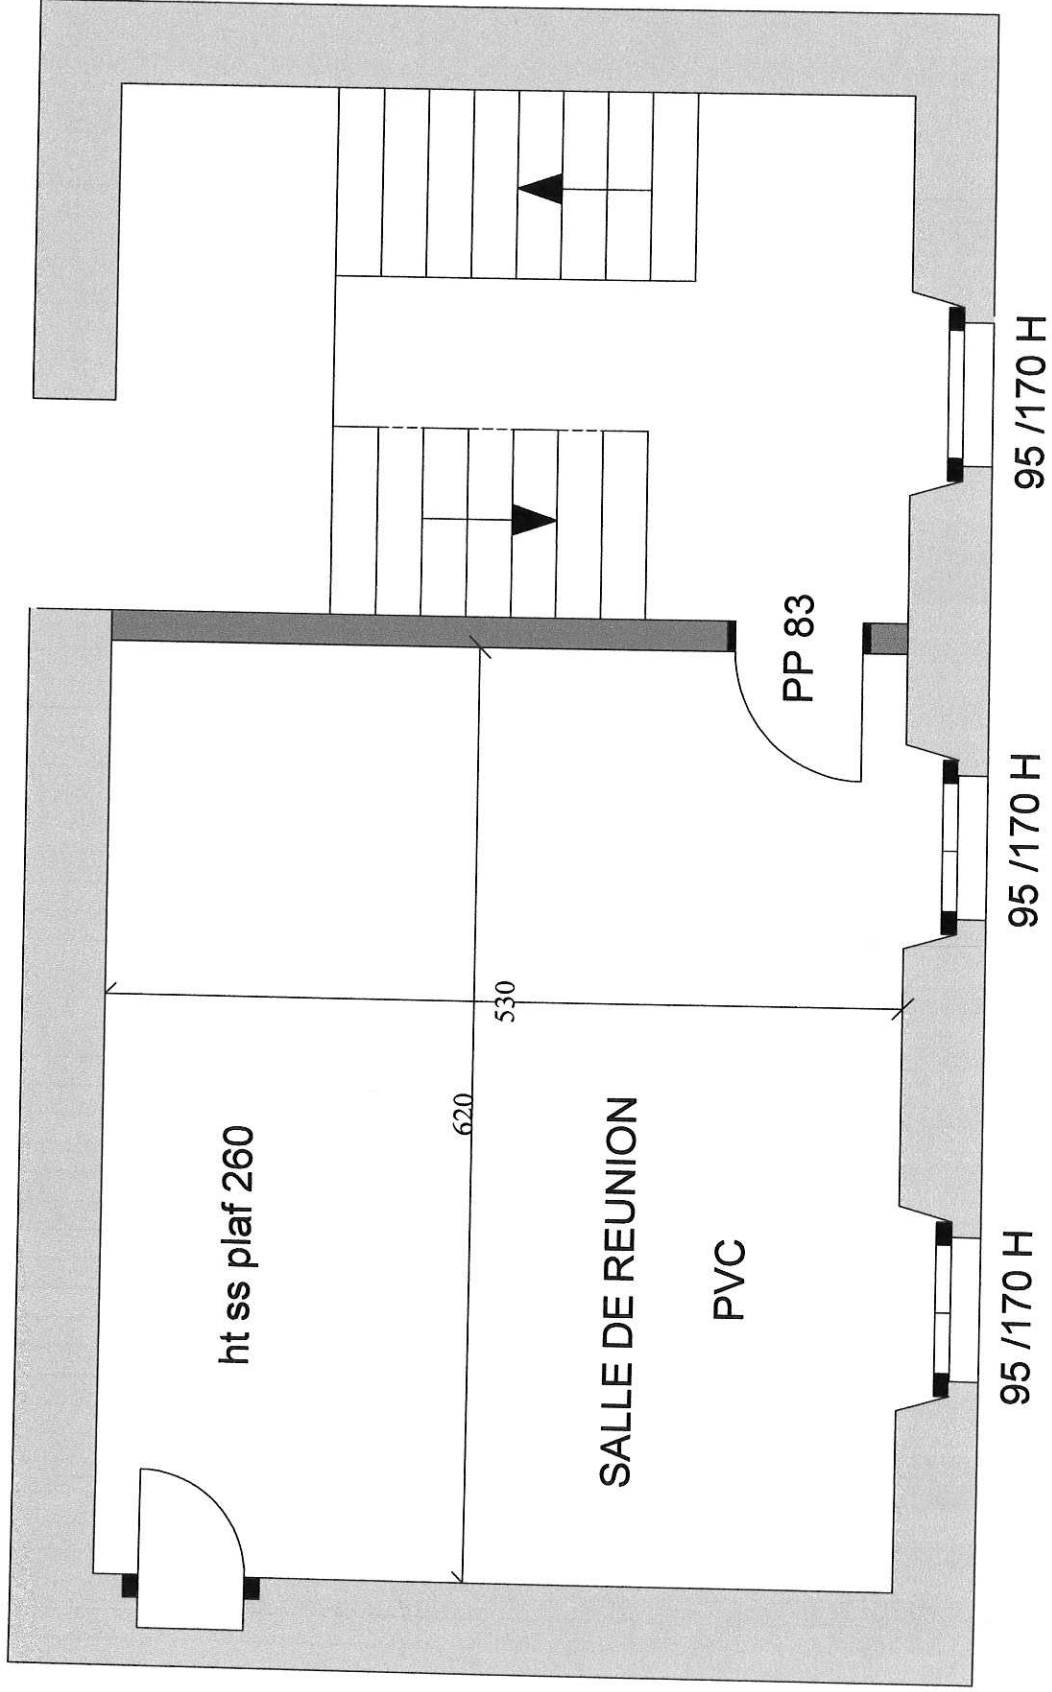 ht ss plaf 260
620
530
SALLE DE REUNION
PVC
PP 83
95 /170 H
95 /170 H
95 /170 H